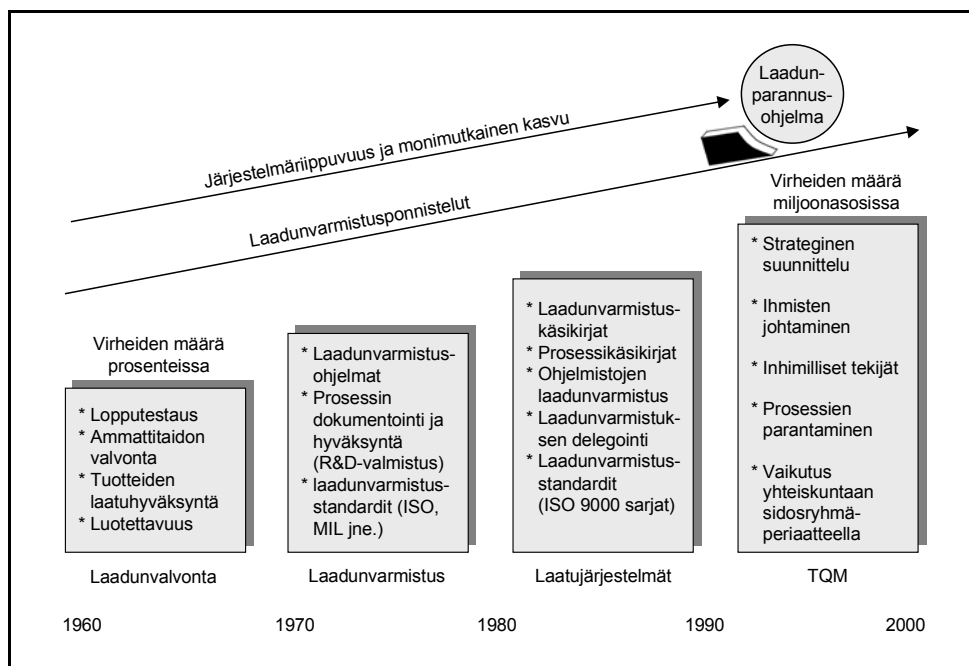 Laadun-
parannus-
ohjelma
Järjestelmäriippuvuus ja monimutkainen kasvu
Laadunvarmistusponnistelut
Virheiden määrä
prosenteissa
* Lopputestaus
* Ammattitaidon
valvonta
* Tuotteiden
laatuhyväksyntä
* Luotettavuus
Laadunvalvonta
* Laadunvarmistus-
ohjelmat
* Prosessin
dokumentointi ja
hyväksyntä
(R&D-valmistus)
* laadunvarmistus-
standardit (ISO,
MIL jne.)
Laadunvarmistus
* Laadunvarmistus-
käsikirjat
* Prosessikäsikirjat
* Ohjelmistojen
laadunvarmistus
* Laadunvarmistuk-
sen delegointi
* Laadunvarmistus-
standardit
(ISO 9000 sarjat)
Laatujärjestelmät
Virheiden määrä
miljoonasosissa
* Strateginen
suunnittelu
* Ihmisten
johtaminen
* Inhimilliset tekijät
* Prosessien
parantaminen
* Vaikutus
yhteiskuntaan
sidosryhmä-
periaatteella
TQM
1960 1970 1980 1990 2000